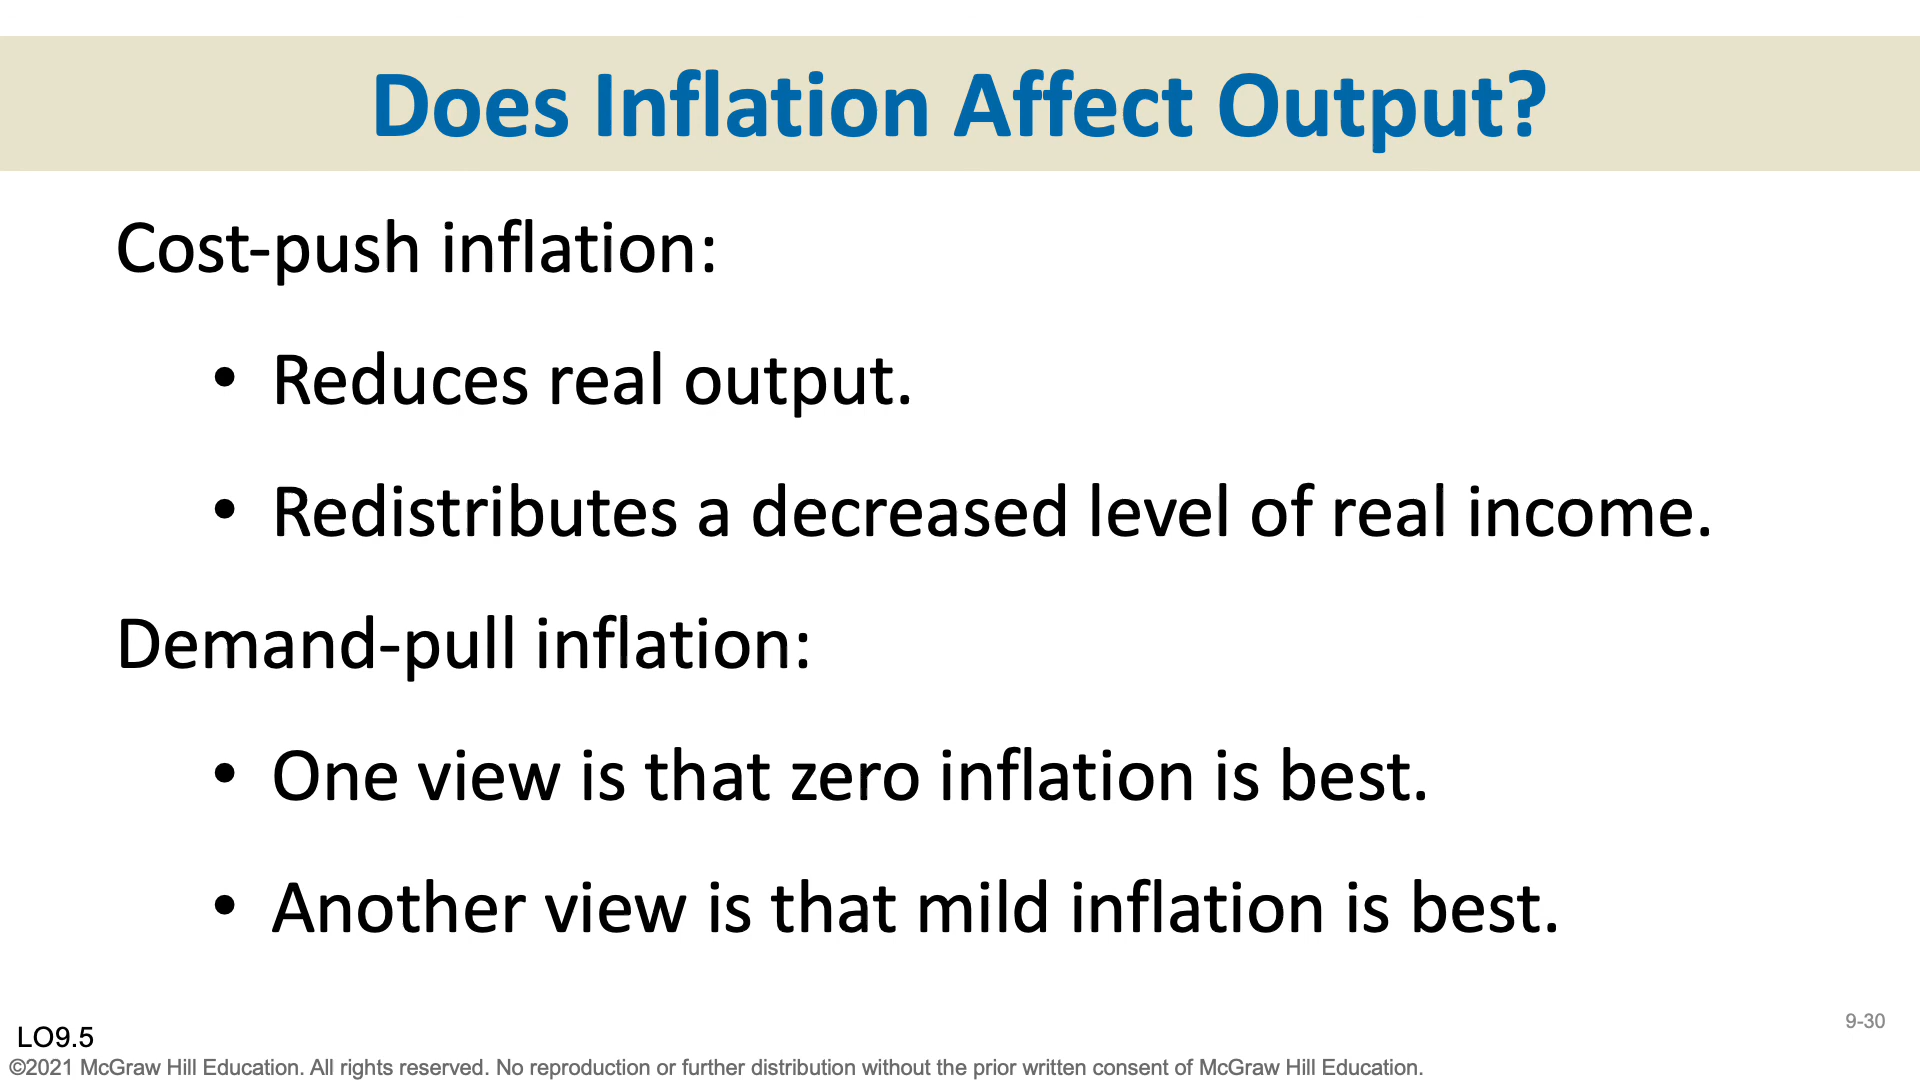 Does Inflation Affect Output?
Cost-push inflation:
• Reduces real output.
• Redistributes a decreased level of real income.
Demand-pull inflation:
• One view is that zero inflation is best.
• Another view is that mild inflation is best.
9-30
LO9.5
©2021 McGraw Hill Education. All rights reserved. No reproduction or further distribution without the prior written consent of McGraw Hill Education.